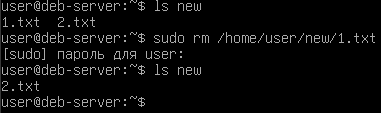 user@deb-server:~$ ls new
1.txt  2.txt
user@deb-server:~$ sudo rm /home/user/new/1.txt
[sudo] пароль для user:
user@deb-server:~$ ls new
2.txt
user@deb-server:~$